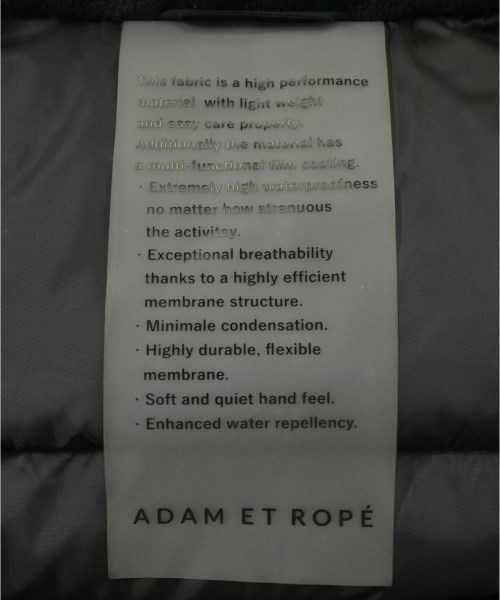 This fabric is a high performance
material with light weight
and easy care property.
Additionally the material has
a multi-functional film coating.
· Extremely high waterproofness
no matter how strenuous
the activitsy.
· Exceptional breathability
thanks to a highly efficient
membrane structure.
· Minimale condensation.
· Highly durable, flexible
membrane.
· Soft and quiet hand feel.
· Enhanced water repellency.
ADAM ET ROPÉ